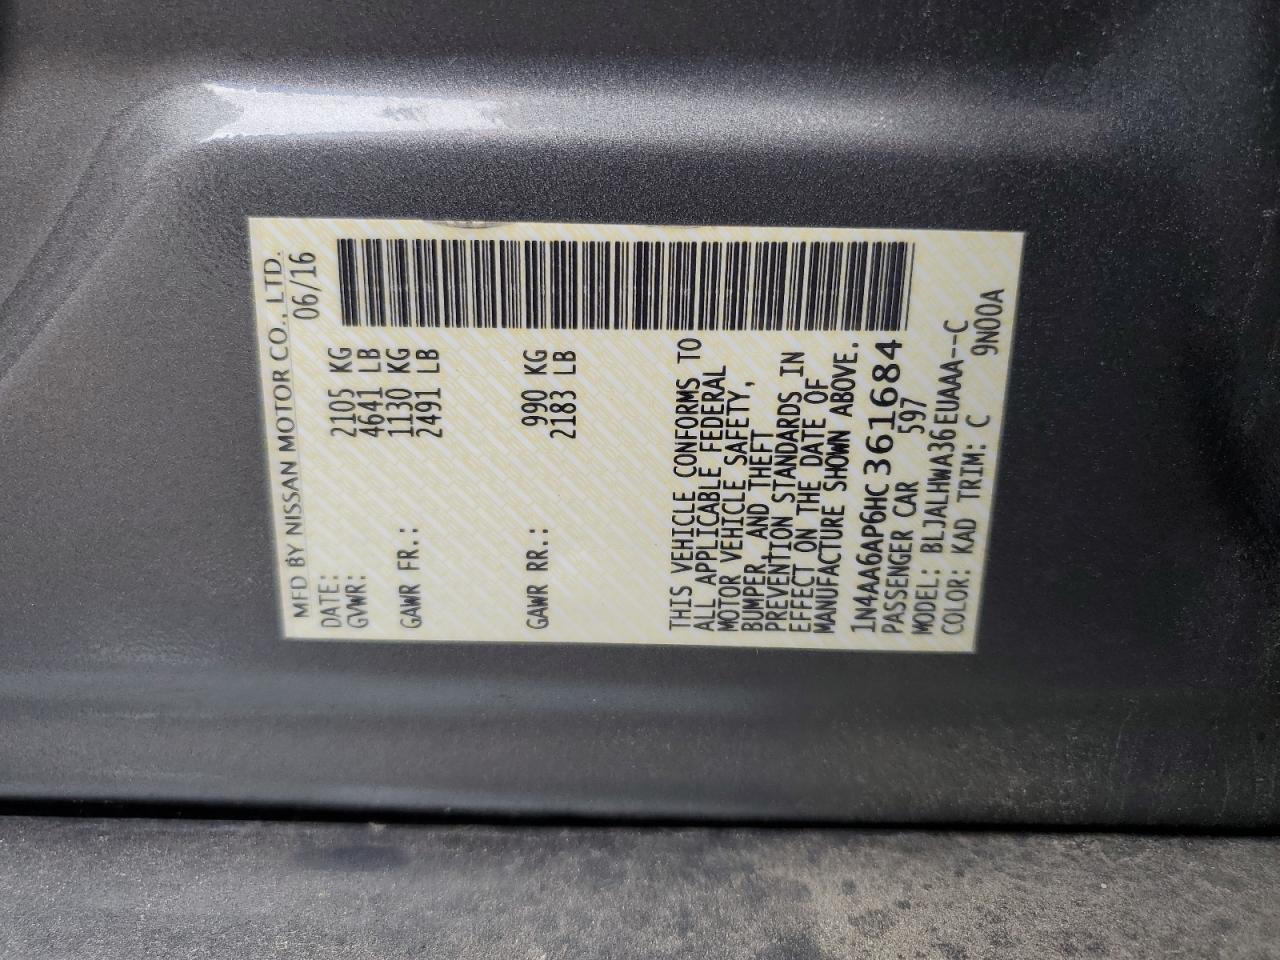 MFD BY NISSAN MOTOR CO., LTD.
DATE: 06/16
GVWR: 2105 KG
4641 LB
GAWR FR.: 1130 KG
2491 LB
GAWR RR.: 990 KG
2183 LB
THIS VEHICLE CONFORMS TO
ALL APPLICABLE FEDERAL
MOTOR VEHICLE SAFETY,
BUMPER, AND THEFT
PREVENTION STANDARDS IN
EFFECT ON THE DATE OF
MANUFACTURE SHOWN ABOVE.
1N4AA6AP6HC361684
PASSENGER CAR 597
MODEL: BLJALHWA36EUAAA--C
COLOR: KAD TRIM: C 9N00A